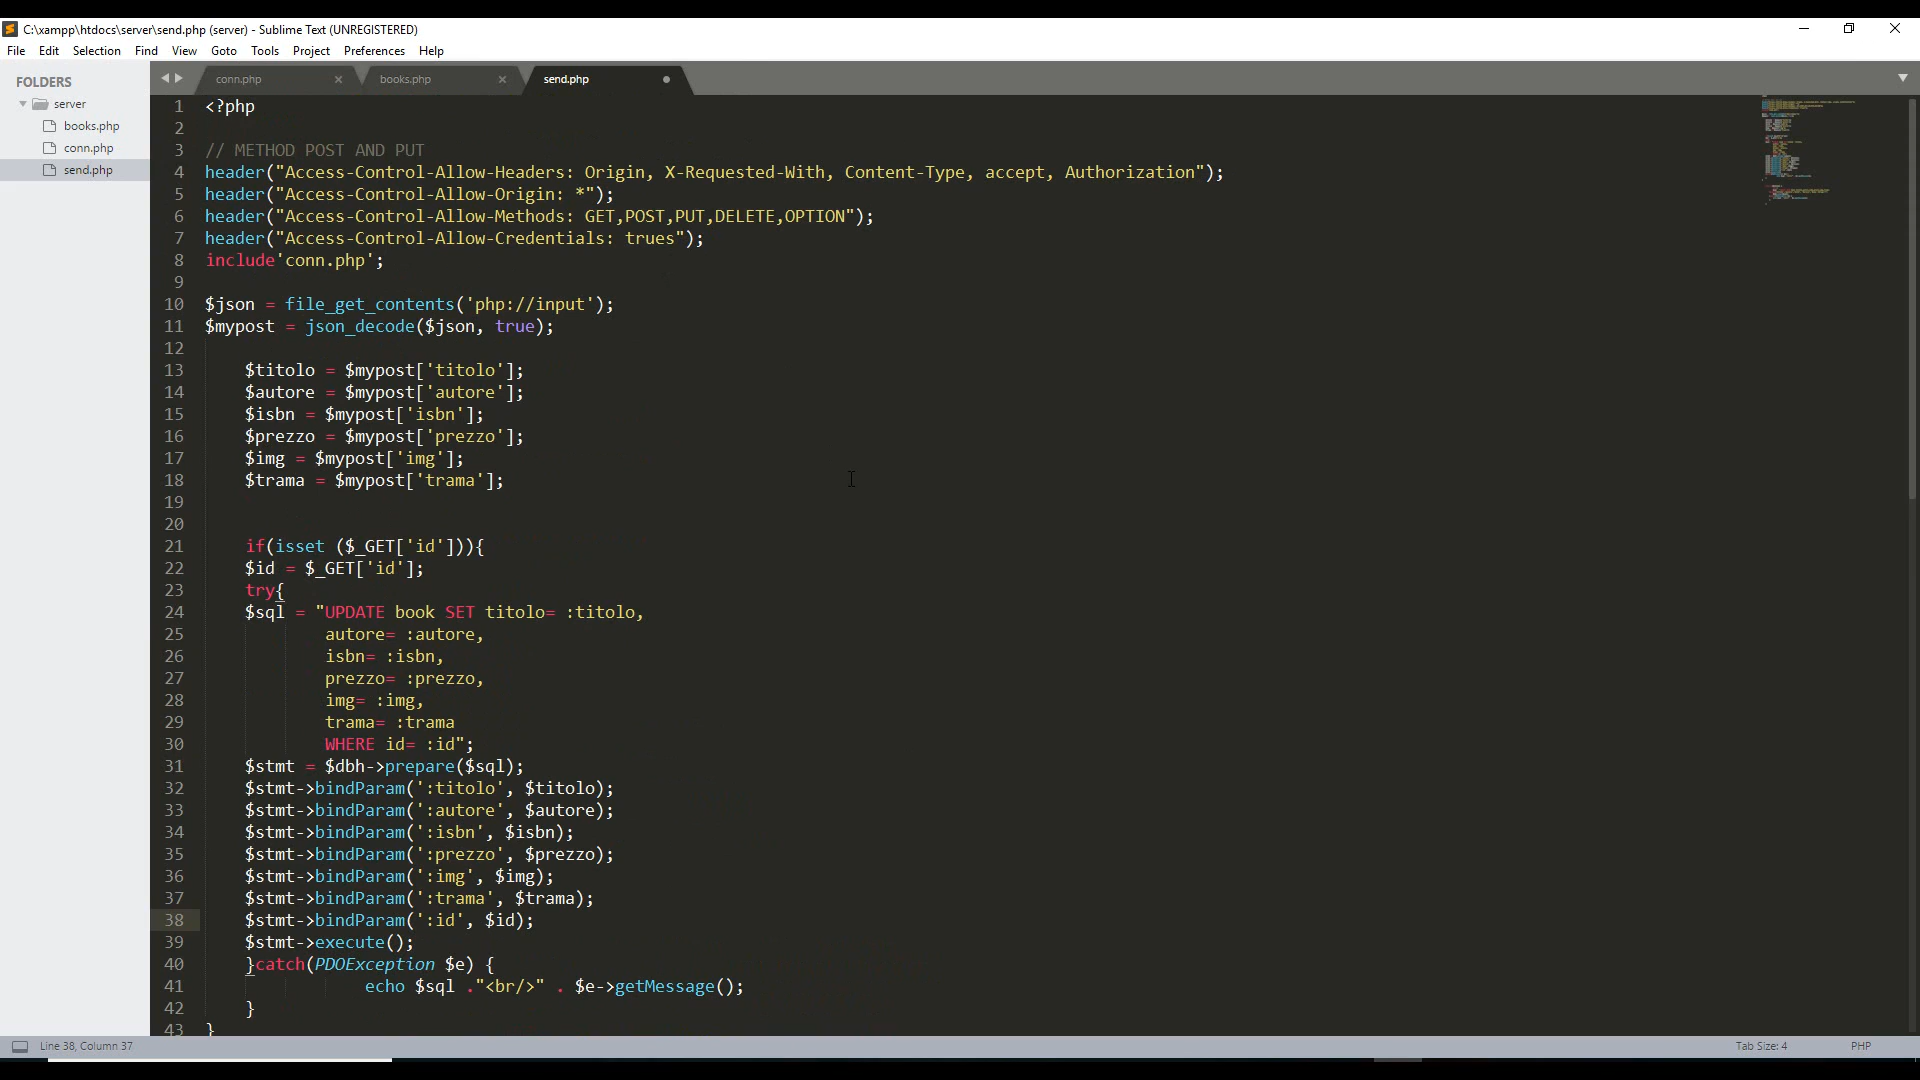 C:\xampp\htdocs\server\send.php (server) - Sublime Text (UNREGISTERED)
File Edit Selection Find View Goto Tools Project Preferences Help
FOLDERS
server
books.php
conn.php
send.php
conn.php books.php send.php
1 <?php
2
3 // METHOD POST AND PUT
4 header("Access-Control-Allow-Headers: Origin, X-Requested-With, Content-Type, accept, Authorization");
5 header("Access-Control-Allow-Origin: *");
6 header("Access-Control-Allow-Methods: GET,POST,PUT,DELETE,OPTION");
7 header("Access-Control-Allow-Credentials: trues");
8 include'conn.php';
9
10 $json = file_get_contents('php://input');
11 $mypost = json_decode($json, true);
12
13 $titolo = $mypost['titolo'];
14 $autore = $mypost['autore'];
15 $isbn = $mypost['isbn'];
16 $prezzo = $mypost['prezzo'];
17 $img = $mypost['img'];
18 $trama = $mypost['trama'];
19
20
21 if(isset ($_GET['id'])){
22 $id = $_GET['id'];
23 try{
24 $sql = "UPDATE book SET titolo= :titolo,
25 autore= :autore,
26 isbn= :isbn,
27 prezzo= :prezzo,
28 img= :img,
29 trama= :trama
30 WHERE id= :id";
31 $stmt = $dbh->prepare($sql);
32 $stmt->bindParam(':titolo', $titolo);
33 $stmt->bindParam(':autore', $autore);
34 $stmt->bindParam(':isbn', $isbn);
35 $stmt->bindParam(':prezzo', $prezzo);
36 $stmt->bindParam(':img', $img);
37 $stmt->bindParam(':trama', $trama);
38 $stmt->bindParam(':id', $id);
39 $stmt->execute();
40 }catch(PDOException $e) {
41 echo $sql ."<br/>" . $e->getMessage();
42 }
43 }
Line 38, Column 37
Tab Size: 4
PHP